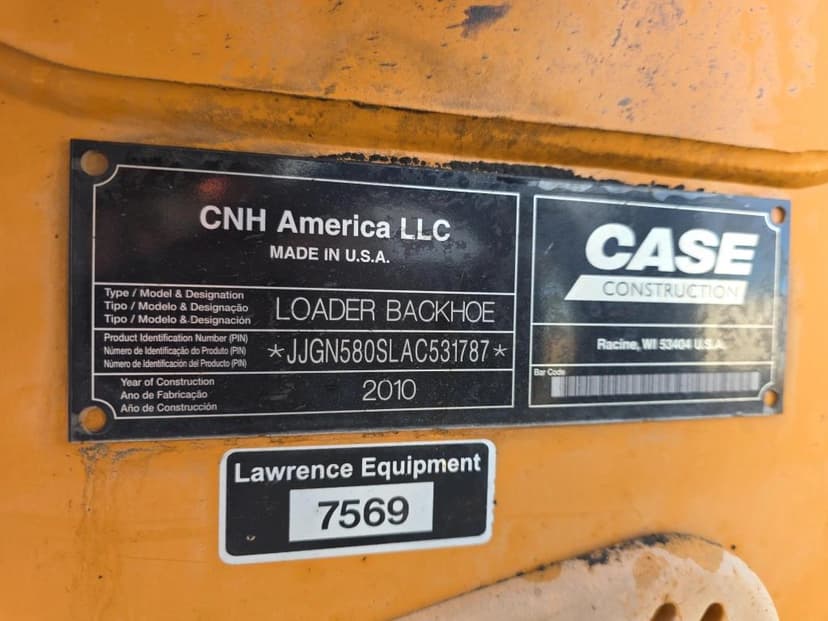 CNH America LLC
MADE IN U.S.A.
Type / Model & Designation
Tipo / Modelo & Designação
Tipo / Modelo & Designación
LOADER BACKHOE
Product Identification Number (PIN)
Número de Identificação do Produto (PIN)
Número de Identificación del Producto (PIN)
*JJGN580SLAC531787*
Year of Construction
Ano de Fabricação
Año de Construcción
2010
CASE
CONSTRUCTION
Racine, WI 53404 U.S.A.
Bar Code
Lawrence Equipment
7569